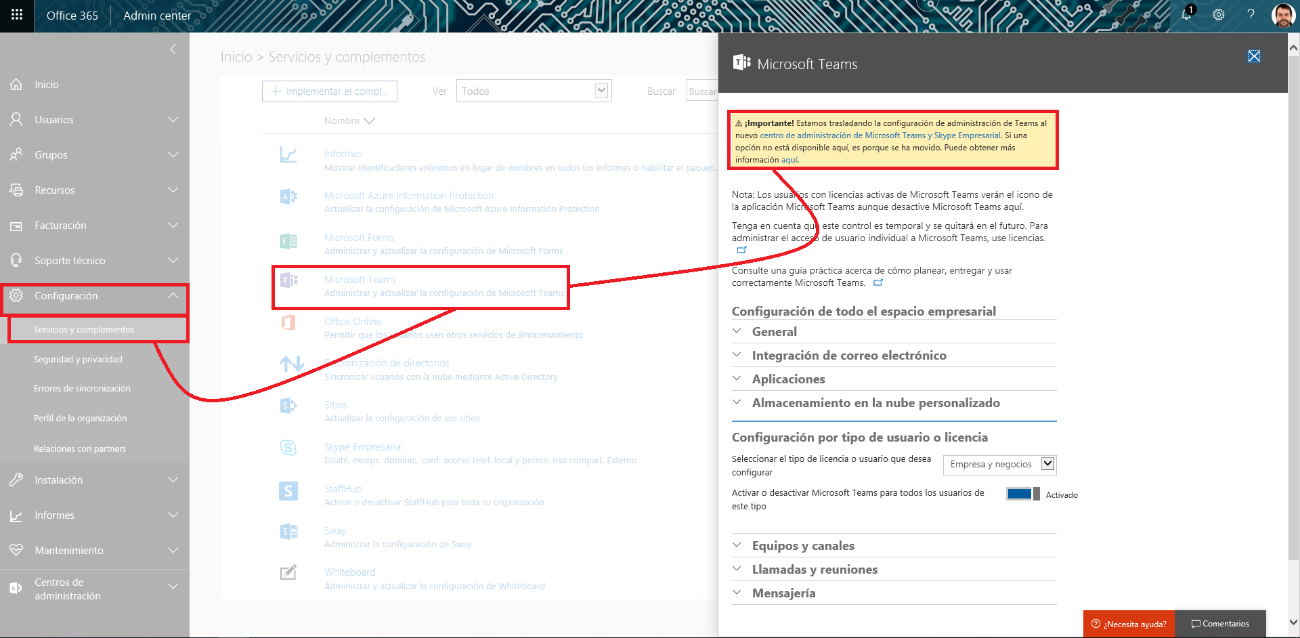 Office 365
Admin center
1
?
Inicio
Usuarios
Grupos
Recursos
Facturación
Soporte técnico
Configuración
Servicios y complementos
Seguridad y privacidad
Errores de sincronización
Perfil de la organización
Relaciones con partners
Instalación
Informes
Mantenimiento
Centros de
administración
Inicio > Servicios y complementos
+ Implementar el compl...
Ver
Todos
Buscar
Buscar
Nombre
Informes
Mostrar identificadores anónimos en lugar de nombres en todos los informes o habilitar el paquet...
Microsoft Azure Information Protection
Actualizar la configuración de Microsoft Azure Information Protection
Microsoft Forms
Administrar y actualizar la configuración de Microsoft Forms
Microsoft Teams
Administrar y actualizar la configuración de Microsoft Teams
Office Online
Permitir que los usuarios usen otros servicios de almacenamiento
Sincronización de directorios
Sincronizar usuarios con la nube mediante Active Directory
Sitios
Actualizar la configuración de sus sitios
Skype Empresarial
Establ. excepc. dominio, conf. acceso telef. local y permit. uso compart. Externo
StaffHub
Activar o desactivar StaffHub para toda su organización
Sway
Administrar la configuración de Sway
Whiteboard
Administrar y actualizar la configuración de Whiteboard
Microsoft Teams
⚠ ¡Importante! Estamos trasladando la configuración de administración de Teams al
nuevo centro de administración de Microsoft Teams y Skype Empresarial. Si una
opción no está disponible aquí, es porque se ha movido. Puede obtener más
información aquí.
Nota: Los usuarios con licencias activas de Microsoft Teams verán el icono de
la aplicación Microsoft Teams aunque desactive Microsoft Teams aquí.
Tenga en cuenta que este control es temporal y se quitará en el futuro. Para
administrar el acceso de usuario individual a Microsoft Teams, use licencias.
Consulte una guía práctica acerca de cómo planear, entregar y usar
correctamente Microsoft Teams.
Configuración de todo el espacio empresarial
General
Integración de correo electrónico
Aplicaciones
Almacenamiento en la nube personalizado
Configuración por tipo de usuario o licencia
Seleccionar el tipo de licencia o usuario que desea
configurar
Empresa y negocios
Activar o desactivar Microsoft Teams para todos los usuarios de
este tipo
Activado
Equipos y canales
Llamadas y reuniones
Mensajería
¿Necesita ayuda?
Comentarios